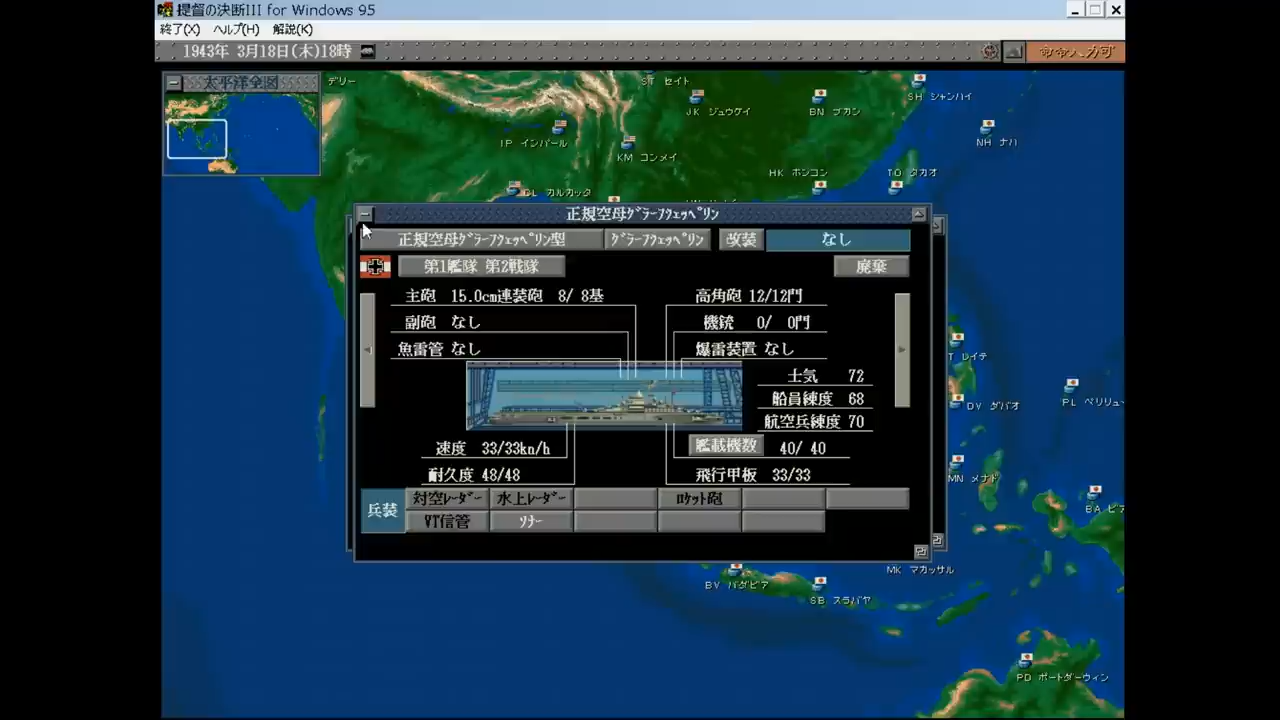 提督の決断III for Windows 95
終了(X) ヘルプ(H) 解説(K)
1943年 3月18日(木)18時
命令入力可
太平洋全図
デリー
ST セイト
JK ジュウケイ
BN ブカン
SH シャンハイ
IP インパール
KM コンメイ
NH ナハ
CL カルカッタ
HK ホンコン
TO タカオ
正規空母ｸﾞﾗｰﾌﾂｪｯﾍﾟﾘﾝ
正規空母ｸﾞﾗｰﾌﾂｪｯﾍﾟﾘﾝ型 ｸﾞﾗｰﾌﾂｪｯﾍﾟﾘﾝ 改装 なし
第1艦隊 第2戦隊 廃棄
主砲 15.0cm連装砲 8/ 8基 高角砲 12/12門
副砲 なし 機銃 0/ 0門
魚雷管 なし 爆雷装置 なし
士気 72
船員練度 68
航空兵練度 70
速度 33/33kn/h 艦載機数 40/ 40
耐久度 48/48 飛行甲板 33/33
兵装 対空ﾚｰﾀﾞｰ 水上ﾚｰﾀﾞｰ ﾛｹｯﾄ砲
VT信管 ｿﾅｰ
T レイテ
DV ダバオ
PL ペリリュ
MN メナド
BA ビア
MK マカッサル
BV バダビア
SB スラバヤ
PD ポートダーウィン